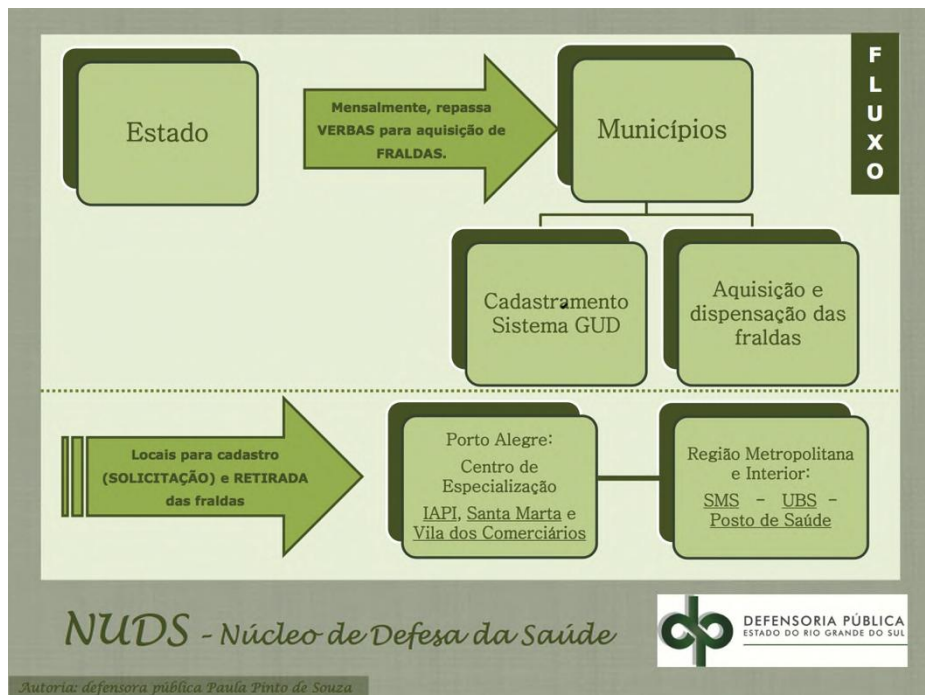 Estado
Mensalmente, repassa
VERBAS para aquisição de
FRALDAS.
Municípios
F
L
U
X
O
Cadastramento
Sistema GUD
Aquisição e
dispensação das
fraldas
Locais para cadastro
(SOLICITAÇÃO) e RETIRADA
das fraldas
Porto Alegre:
Centro de
Especialização
IAPI, Santa Marta e
Vila dos Comerciários
Região Metropolitana
e Interior:
SMS - UBS -
Posto de Saúde
NUDS - Núcleo de Defesa da Saúde
dp
DEFENSORIA PÚBLICA
ESTADO DO RIO GRANDE DO SUL
Autoria: defensora pública Paula Pinto de Souza